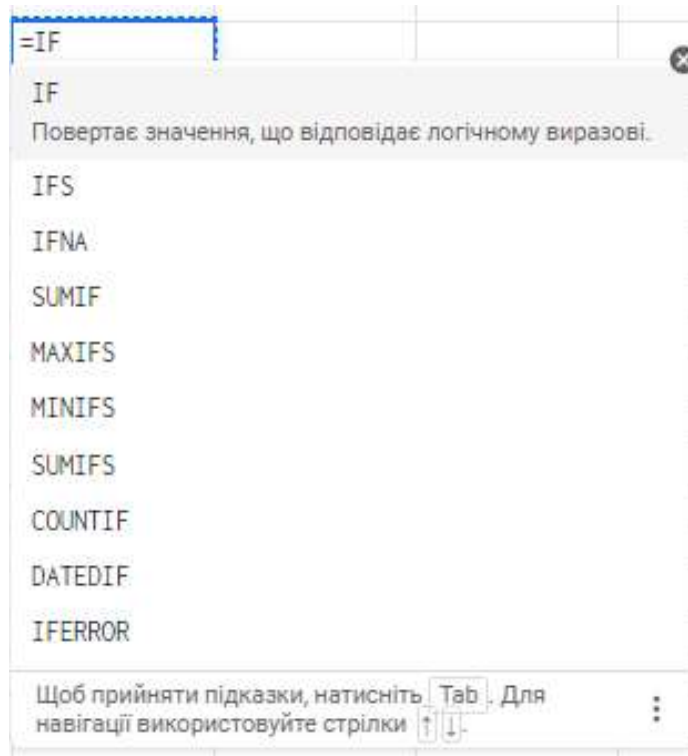 =IF
IF
Повертає значення, що відповідає логічному виразові.
IFS
IFNA
SUMIF
MAXIFS
MINIFS
SUMIFS
COUNTIF
DATEDIF
IFERROR
Щоб прийняти підказки, натисніть Tab . Для
навігації використовуйте стрілки ↑ ↓.